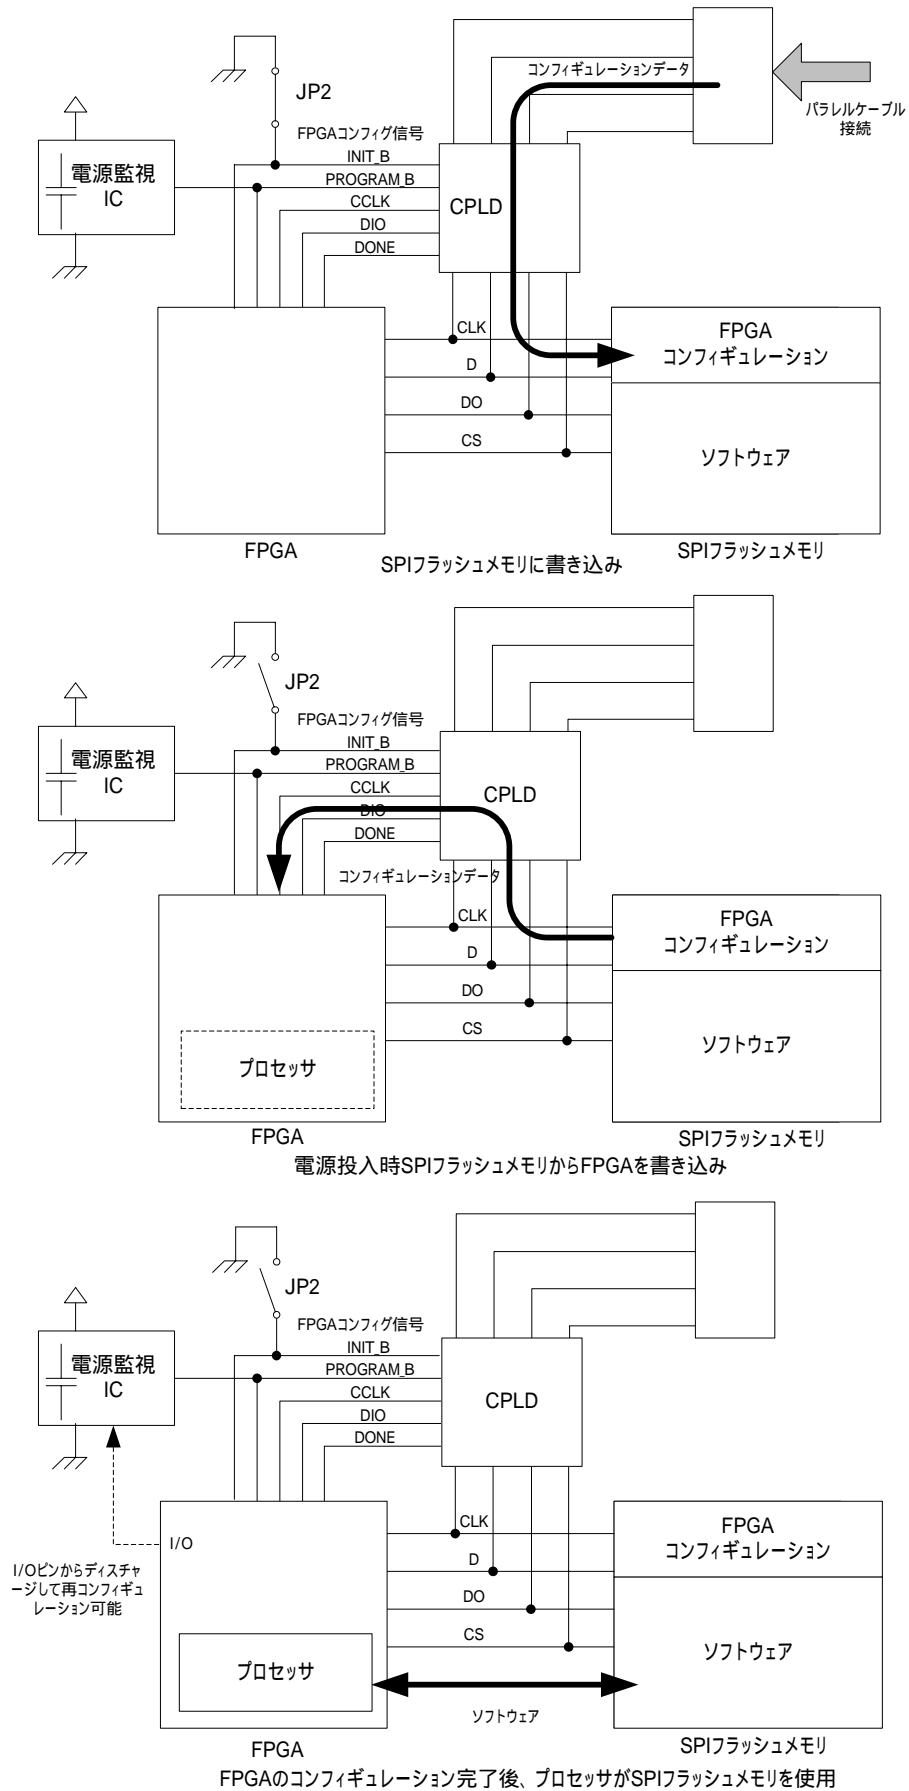 コンフィギュレーションデータ
パラレルケーブル
接続
JP2
FPGAコンフィグ信号
INIT_B
PROGRAM_B
CCLK
DIO
DONE
電源監視
IC
CPLD
CLK
D
DO
CS
FPGA
コンフィギュレーション
ソフトウェア
FPGA
SPIフラッシュメモリ
SPIフラッシュメモリに書き込み
JP2
FPGAコンフィグ信号
INIT_B
PROGRAM_B
CCLK
DIO
DONE
電源監視
IC
CPLD
コンフィギュレーションデータ
CLK
D
DO
CS
FPGA
コンフィギュレーション
ソフトウェア
プロセッサ
FPGA
SPIフラッシュメモリ
電源投入時SPIフラッシュメモリからFPGAを書き込み
JP2
FPGAコンフィグ信号
INIT_B
PROGRAM_B
CCLK
DIO
DONE
電源監視
IC
CPLD
I/O
I/Oピンからディスチャ
ージして再コンフィギュ
レーション可能
CLK
D
DO
CS
FPGA
コンフィギュレーション
ソフトウェア
プロセッサ
ソフトウェア
FPGA
SPIフラッシュメモリ
FPGAのコンフィギュレーション完了後、プロセッサがSPIフラッシュメモリを使用